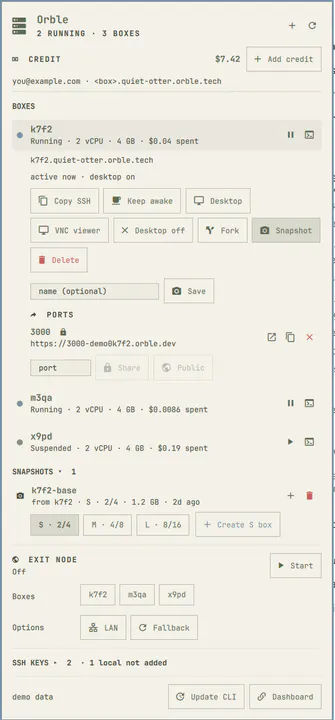 Orble
2 RUNNING · 3 BOXES
CREDIT $7.42 + Add credit
you@example.com · <box>.quiet-otter.orble.tech
BOXES
k7f2
Running · 2 vCPU · 4 GB · $0.04 spent
k7f2.quiet-otter.orble.tech
active now · desktop on
Copy SSH Keep awake Desktop
VNC viewer Desktop off Fork Snapshot
Delete
name (optional) Save
PORTS
3000
https://3000-demo0k7f2.orble.dev
port Share Public
m3qa
Running · 2 vCPU · 4 GB · $0.0086 spent
x9pd
Suspended · 2 vCPU · 4 GB · $0.19 spent
SNAPSHOTS · 1
k7f2-base
from k7f2 · S · 2/4 · 1.2 GB · 2d ago
S · 2/4 M · 4/8 L · 8/16 + Create S box
EXIT NODE
Off
Start
Boxes k7f2 m3qa x9pd
Options LAN Fallback
SSH KEYS · 2 · 1 local not added
demo data Update CLI Dashboard